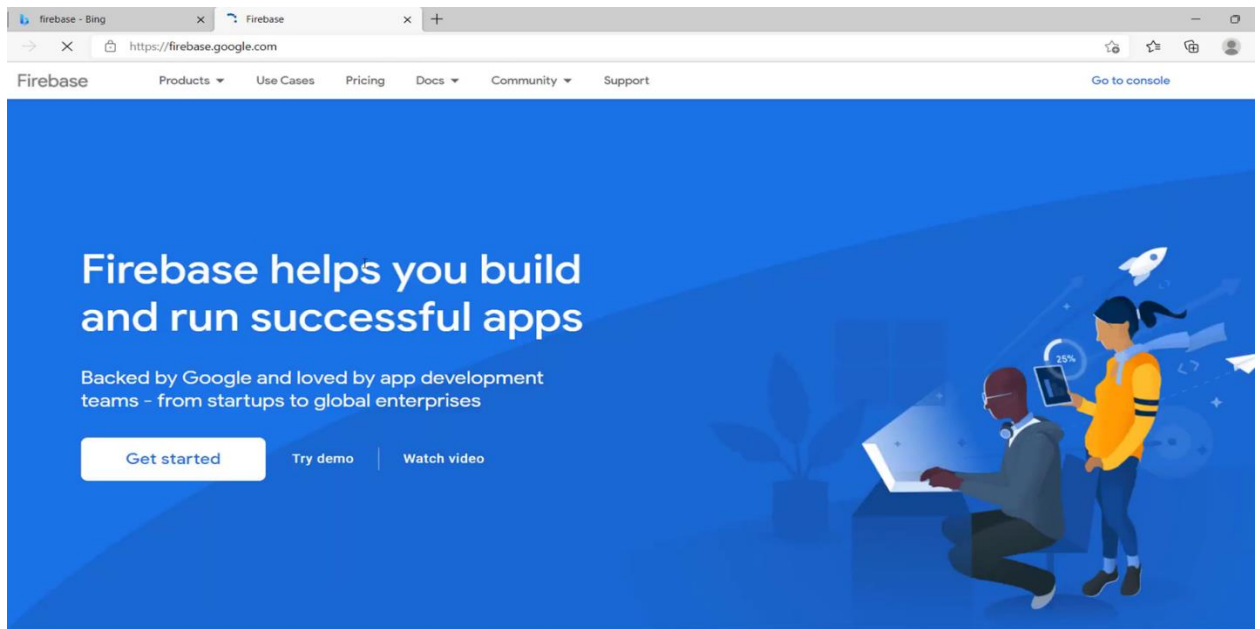 firebase - Bing
Firebase
https://firebase.google.com
Firebase Products Use Cases Pricing Docs Community Support Go to console
Firebase helps you build
and run successful apps
Backed by Google and loved by app development
teams - from startups to global enterprises
Get started Try demo Watch video
25%